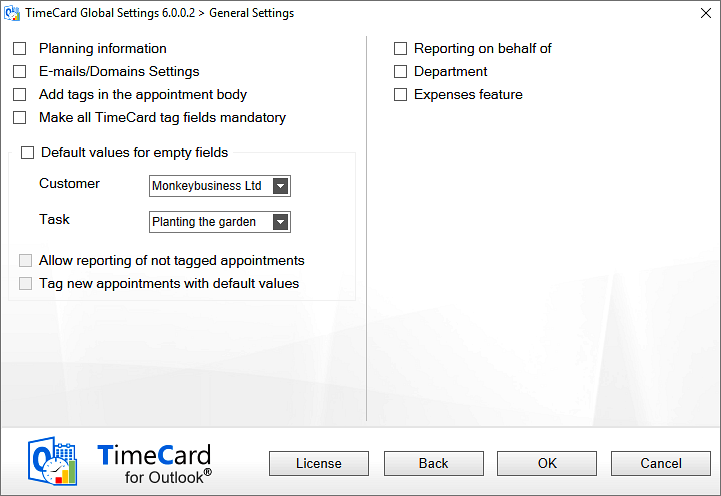 TimeCard Global Settings 6.0.0.2 > General Settings
Planning information
E-mails/Domains Settings
Add tags in the appointment body
Make all TimeCard tag fields mandatory
Default values for empty fields
Customer Monkeybusiness Ltd
Task Planting the garden
Allow reporting of not tagged appointments
Tag new appointments with default values
Reporting on behalf of
Department
Expenses feature
TimeCard
for Outlook®
License Back OK Cancel